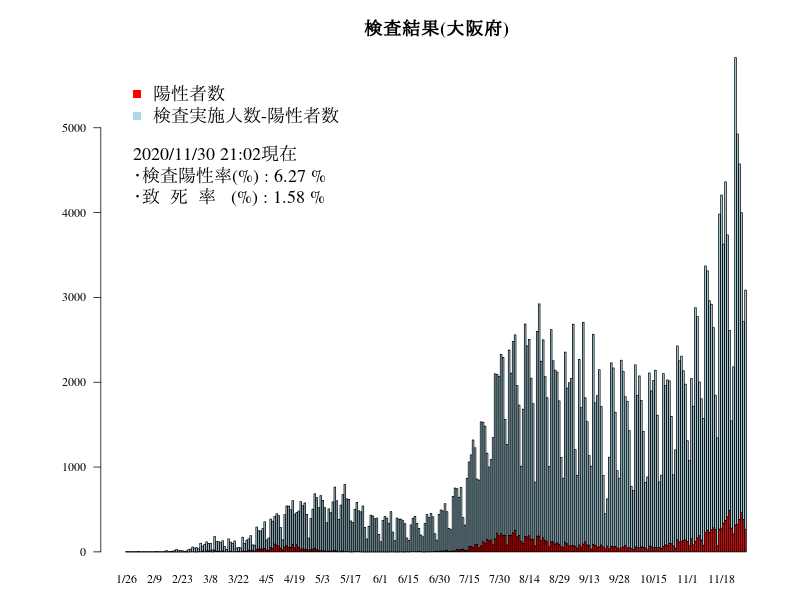 検査結果(大阪府)
陽性者数
検査実施人数-陽性者数
2020/11/30 21:02現在
・検査陽性率(%) : 6.27 %
・致 死 率 (%) : 1.58 %
5000
4000
3000
2000
1000
0
1/26 2/9 2/23 3/8 3/22 4/5 4/19 5/3 5/17 6/1 6/15 6/30 7/15 7/30 8/14 8/29 9/13 9/28 10/15 11/1 11/18